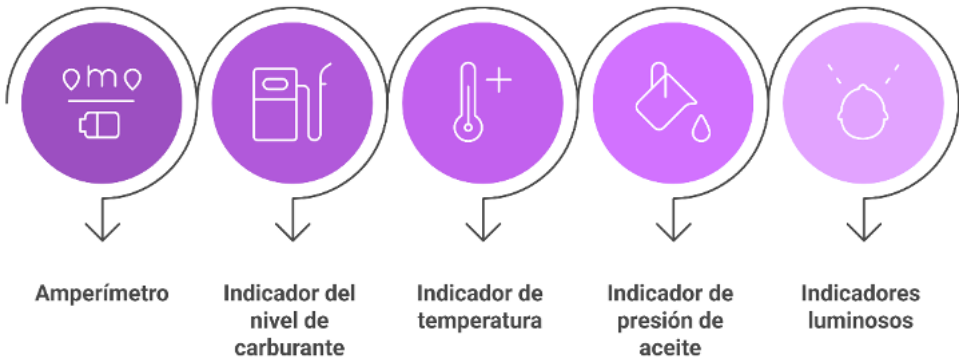 Amperímetro
Indicador del
nivel de
carburante
Indicador de
temperatura
Indicador de
presión de
aceite
Indicadores
luminosos